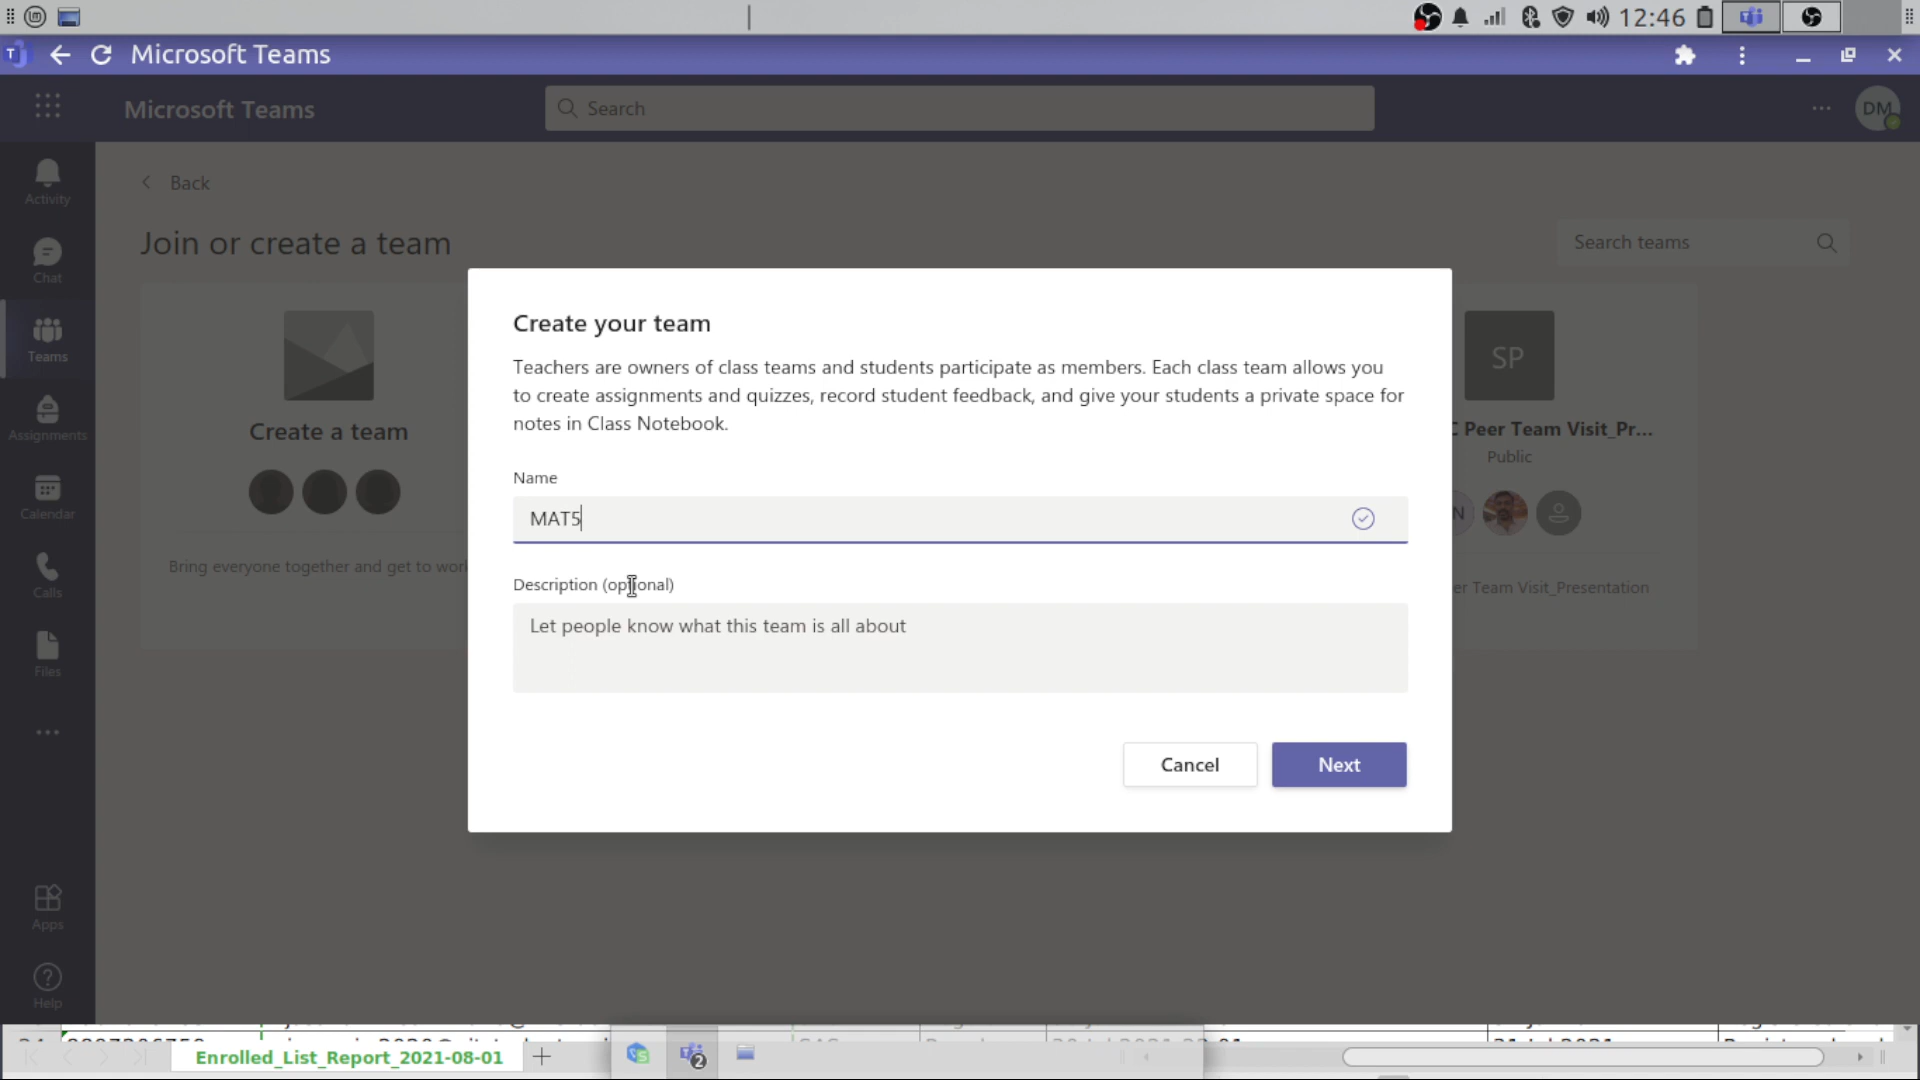 12:46
Microsoft Teams
Microsoft Teams
Search
DM
Activity
Chat
Teams
Assignments
Calendar
Calls
Files
Apps
Help
Back
Join or create a team
Search teams
Create a team
Bring everyone together and get to work
SP
Peer Team Visit_Pr...
Public
N
er Team Visit_Presentation
Create your team
Teachers are owners of class teams and students participate as members. Each class team allows you
to create assignments and quizzes, record student feedback, and give your students a private space for
notes in Class Notebook.
Name
MAT5
Description (optional)
Let people know what this team is all about
Cancel
Next
Enrolled_List_Report_2021-08-01
2